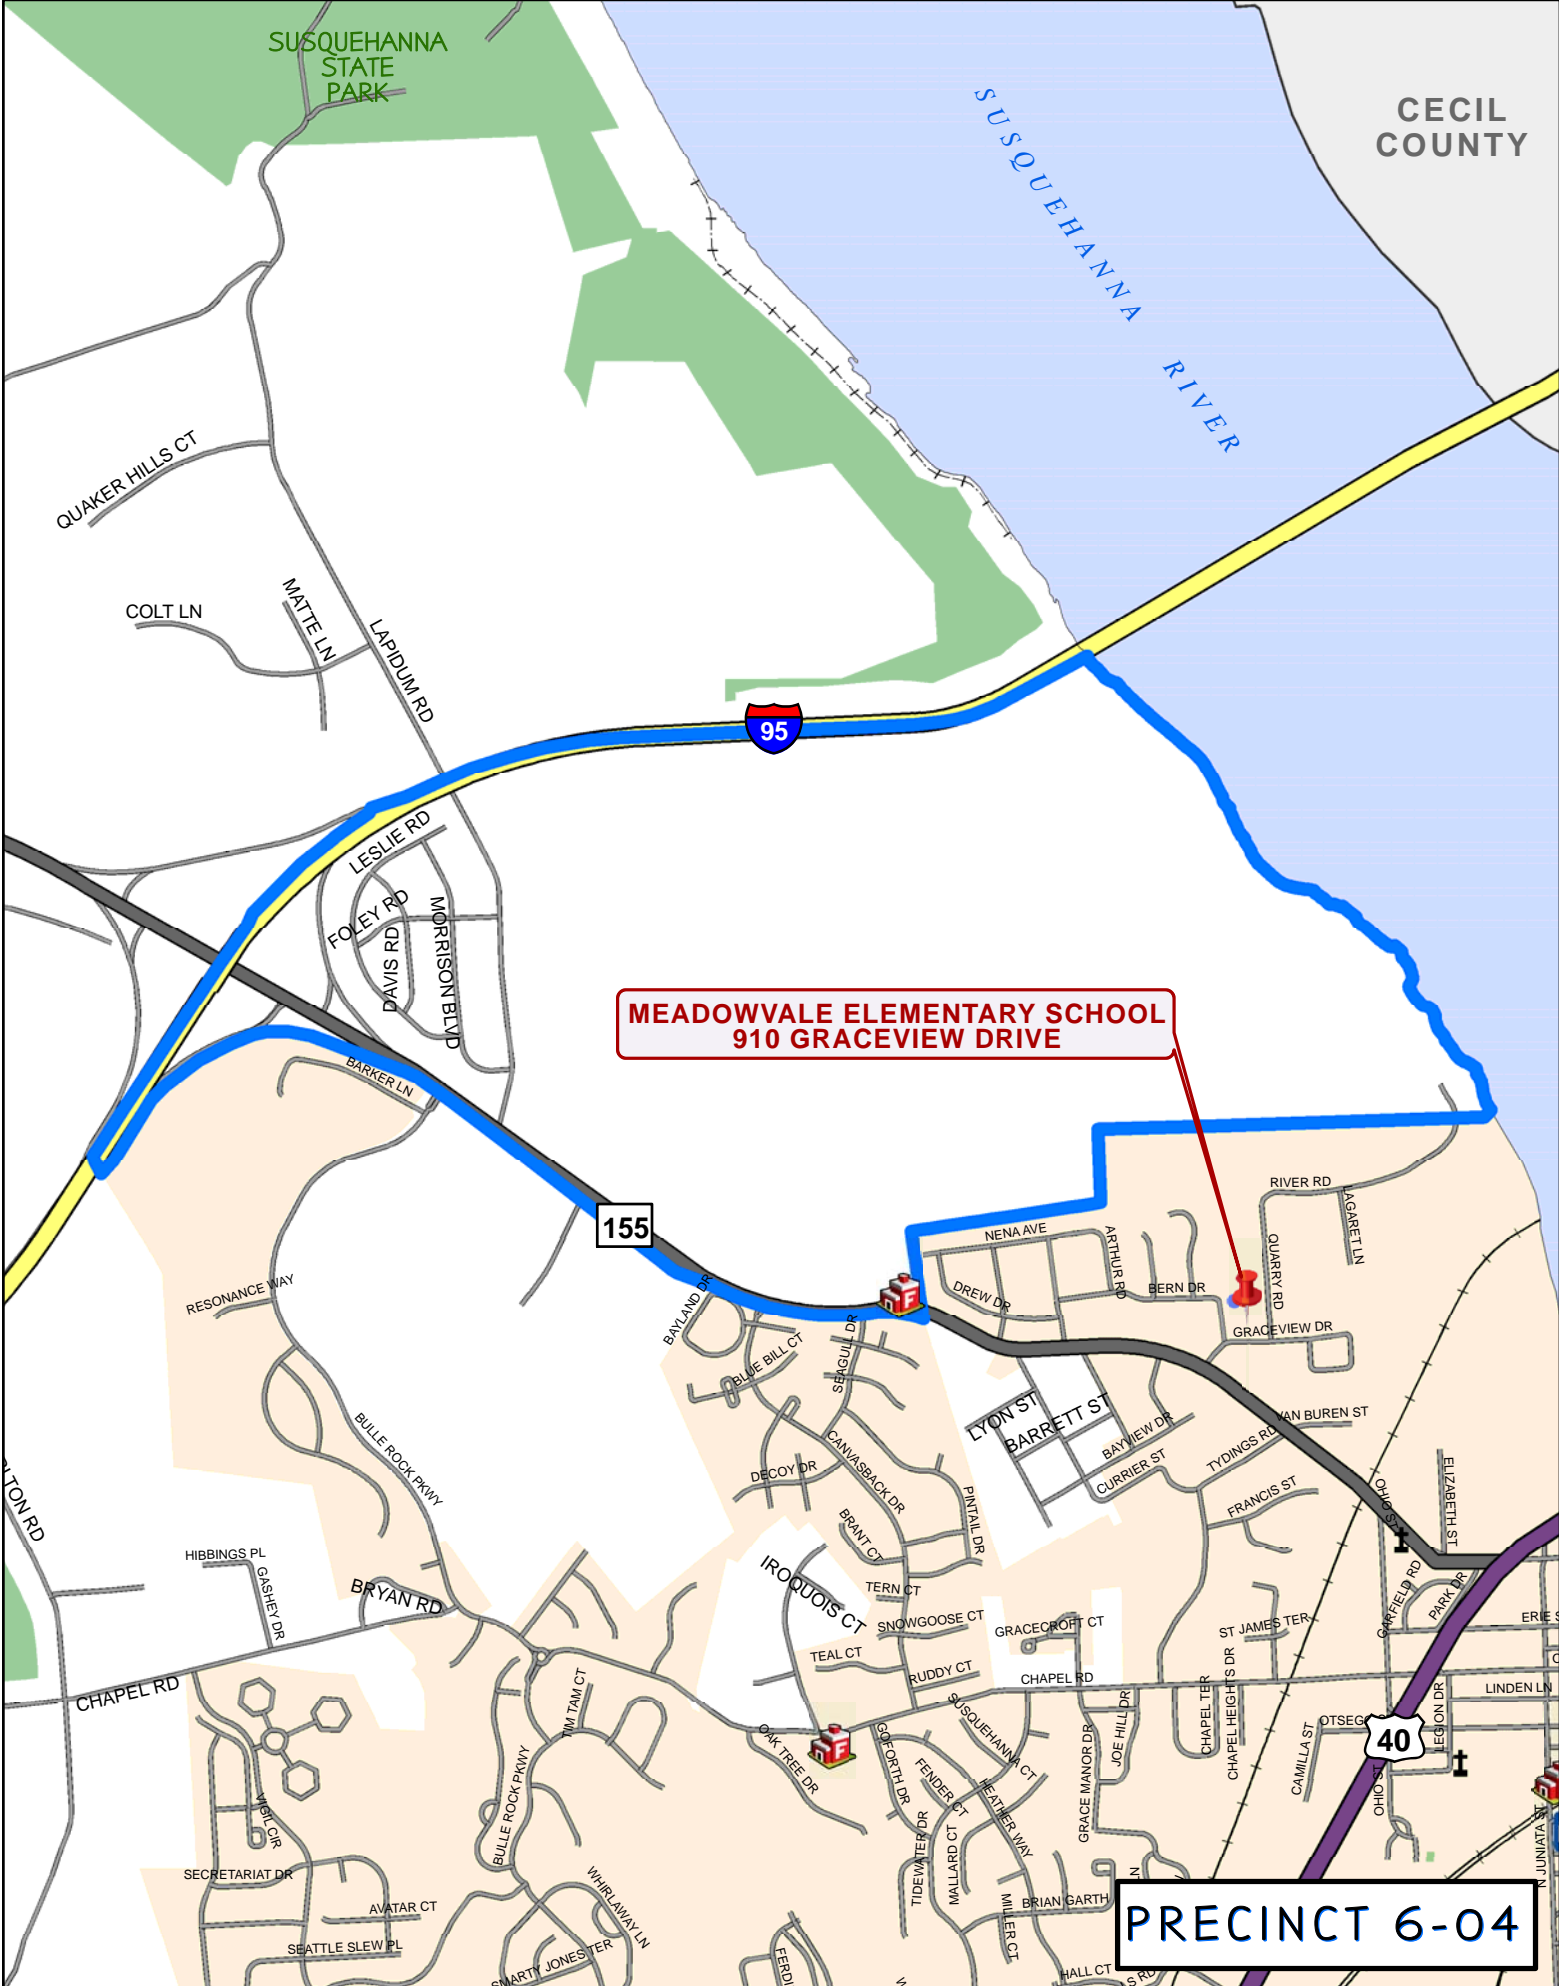 SUSQUEHANNA
STATE
PARK
CECIL
COUNTY
SUSQUEHANNA RIVER
QUAKER HILLS CT
COLT LN
MATTE LN
LAPIDUM RD
95
LESLIE RD
FOLEY RD
DAVIS RD
MORRISON BLVD
MEADOWVALE ELEMENTARY SCHOOL
910 GRACEVIEW DRIVE
BARKER LN
155
RIVER RD
LAGARET LN
NENA AVE
ARTHUR RD
QUARRY RD
DREW DR
BERN DR
RESONANCE WAY
BAYLAND DR
F
GRACEVIEW DR
BLUE BILL CT
SEAGULL DR
LYON ST
BARRETT ST
BAYVIEW DR
VAN BUREN ST
TYDINGS RD
BULLE ROCK PKWY
CANVASBACK DR
DECOY DR
CURRIER ST
PINTAIL DR
FRANCIS ST
OHIO ST
ELIZABETH ST
LTON RD
BRANT CT
HIBBINGS PL
GASHEY DR
BRYAN RD
IROQUOIS CT
TERN CT
SNOWGOOSE CT
GRACECROFT CT
ST JAMES TER
GARFIELD RD
PARK DR
ERIE S
TEAL CT
RUDDY CT
CHAPEL RD
CHAPEL RD
LINDEN LN
TIM TAM CT
SUSQUEHANNA CT
JOE HILL DR
CHAPEL TER
CHAPEL HEIGHTS DR
OTSEGO
LEGION DR
40
OAK TREE DR
F
GOFORTH DR
FENDER CT
HEATHER WAY
GRACE MANOR DR
CAMILLA ST
OHIO ST
VIGIL CIR
BULLE ROCK PKWY
TIDEWATER DR
MALLARD CT
N JUNIATA ST
SECRETARIAT DR
WHIRLAWAY LN
AVATAR CT
MILLER CT
BRIAN GARTH
LN
PRECINCT 6-04
SEATTLE SLEW PL
SMARTY JONES TER
FERDI
HALL CT
S RD